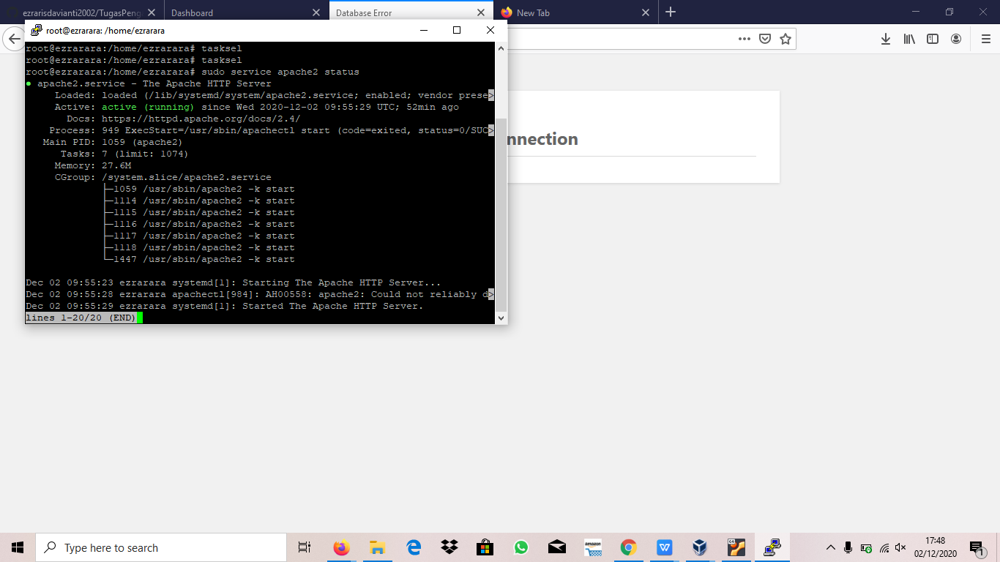 ezrarisdavianti2002/TugasPeng
Dashboard
Database Error
New Tab
root@ezrarara: /home/ezrarara
root@ezrarara:/home/ezrarara# tasksel
root@ezrarara:/home/ezrarara# tasksel
root@ezrarara:/home/ezrarara# sudo service apache2 status
● apache2.service - The Apache HTTP Server
Loaded: loaded (/lib/systemd/system/apache2.service; enabled; vendor prese>
Active: active (running) since Wed 2020-12-02 09:55:29 UTC; 52min ago
Docs: https://httpd.apache.org/docs/2.4/
Process: 949 ExecStart=/usr/sbin/apachectl start (code=exited, status=0/SUC>
Main PID: 1059 (apache2)
Tasks: 7 (limit: 1074)
Memory: 27.6M
CGroup: /system.slice/apache2.service
├─1059 /usr/sbin/apache2 -k start
├─1114 /usr/sbin/apache2 -k start
├─1115 /usr/sbin/apache2 -k start
├─1116 /usr/sbin/apache2 -k start
├─1117 /usr/sbin/apache2 -k start
├─1118 /usr/sbin/apache2 -k start
└─1447 /usr/sbin/apache2 -k start
Dec 02 09:55:23 ezrarara systemd[1]: Starting The Apache HTTP Server...
Dec 02 09:55:28 ezrarara apachectl[984]: AH00558: apache2: Could not reliably d>
Dec 02 09:55:29 ezrarara systemd[1]: Started The Apache HTTP Server.
lines 1-20/20 (END)
nnection
Type here to search
amazon
W
64
17:48
02/12/2020
1